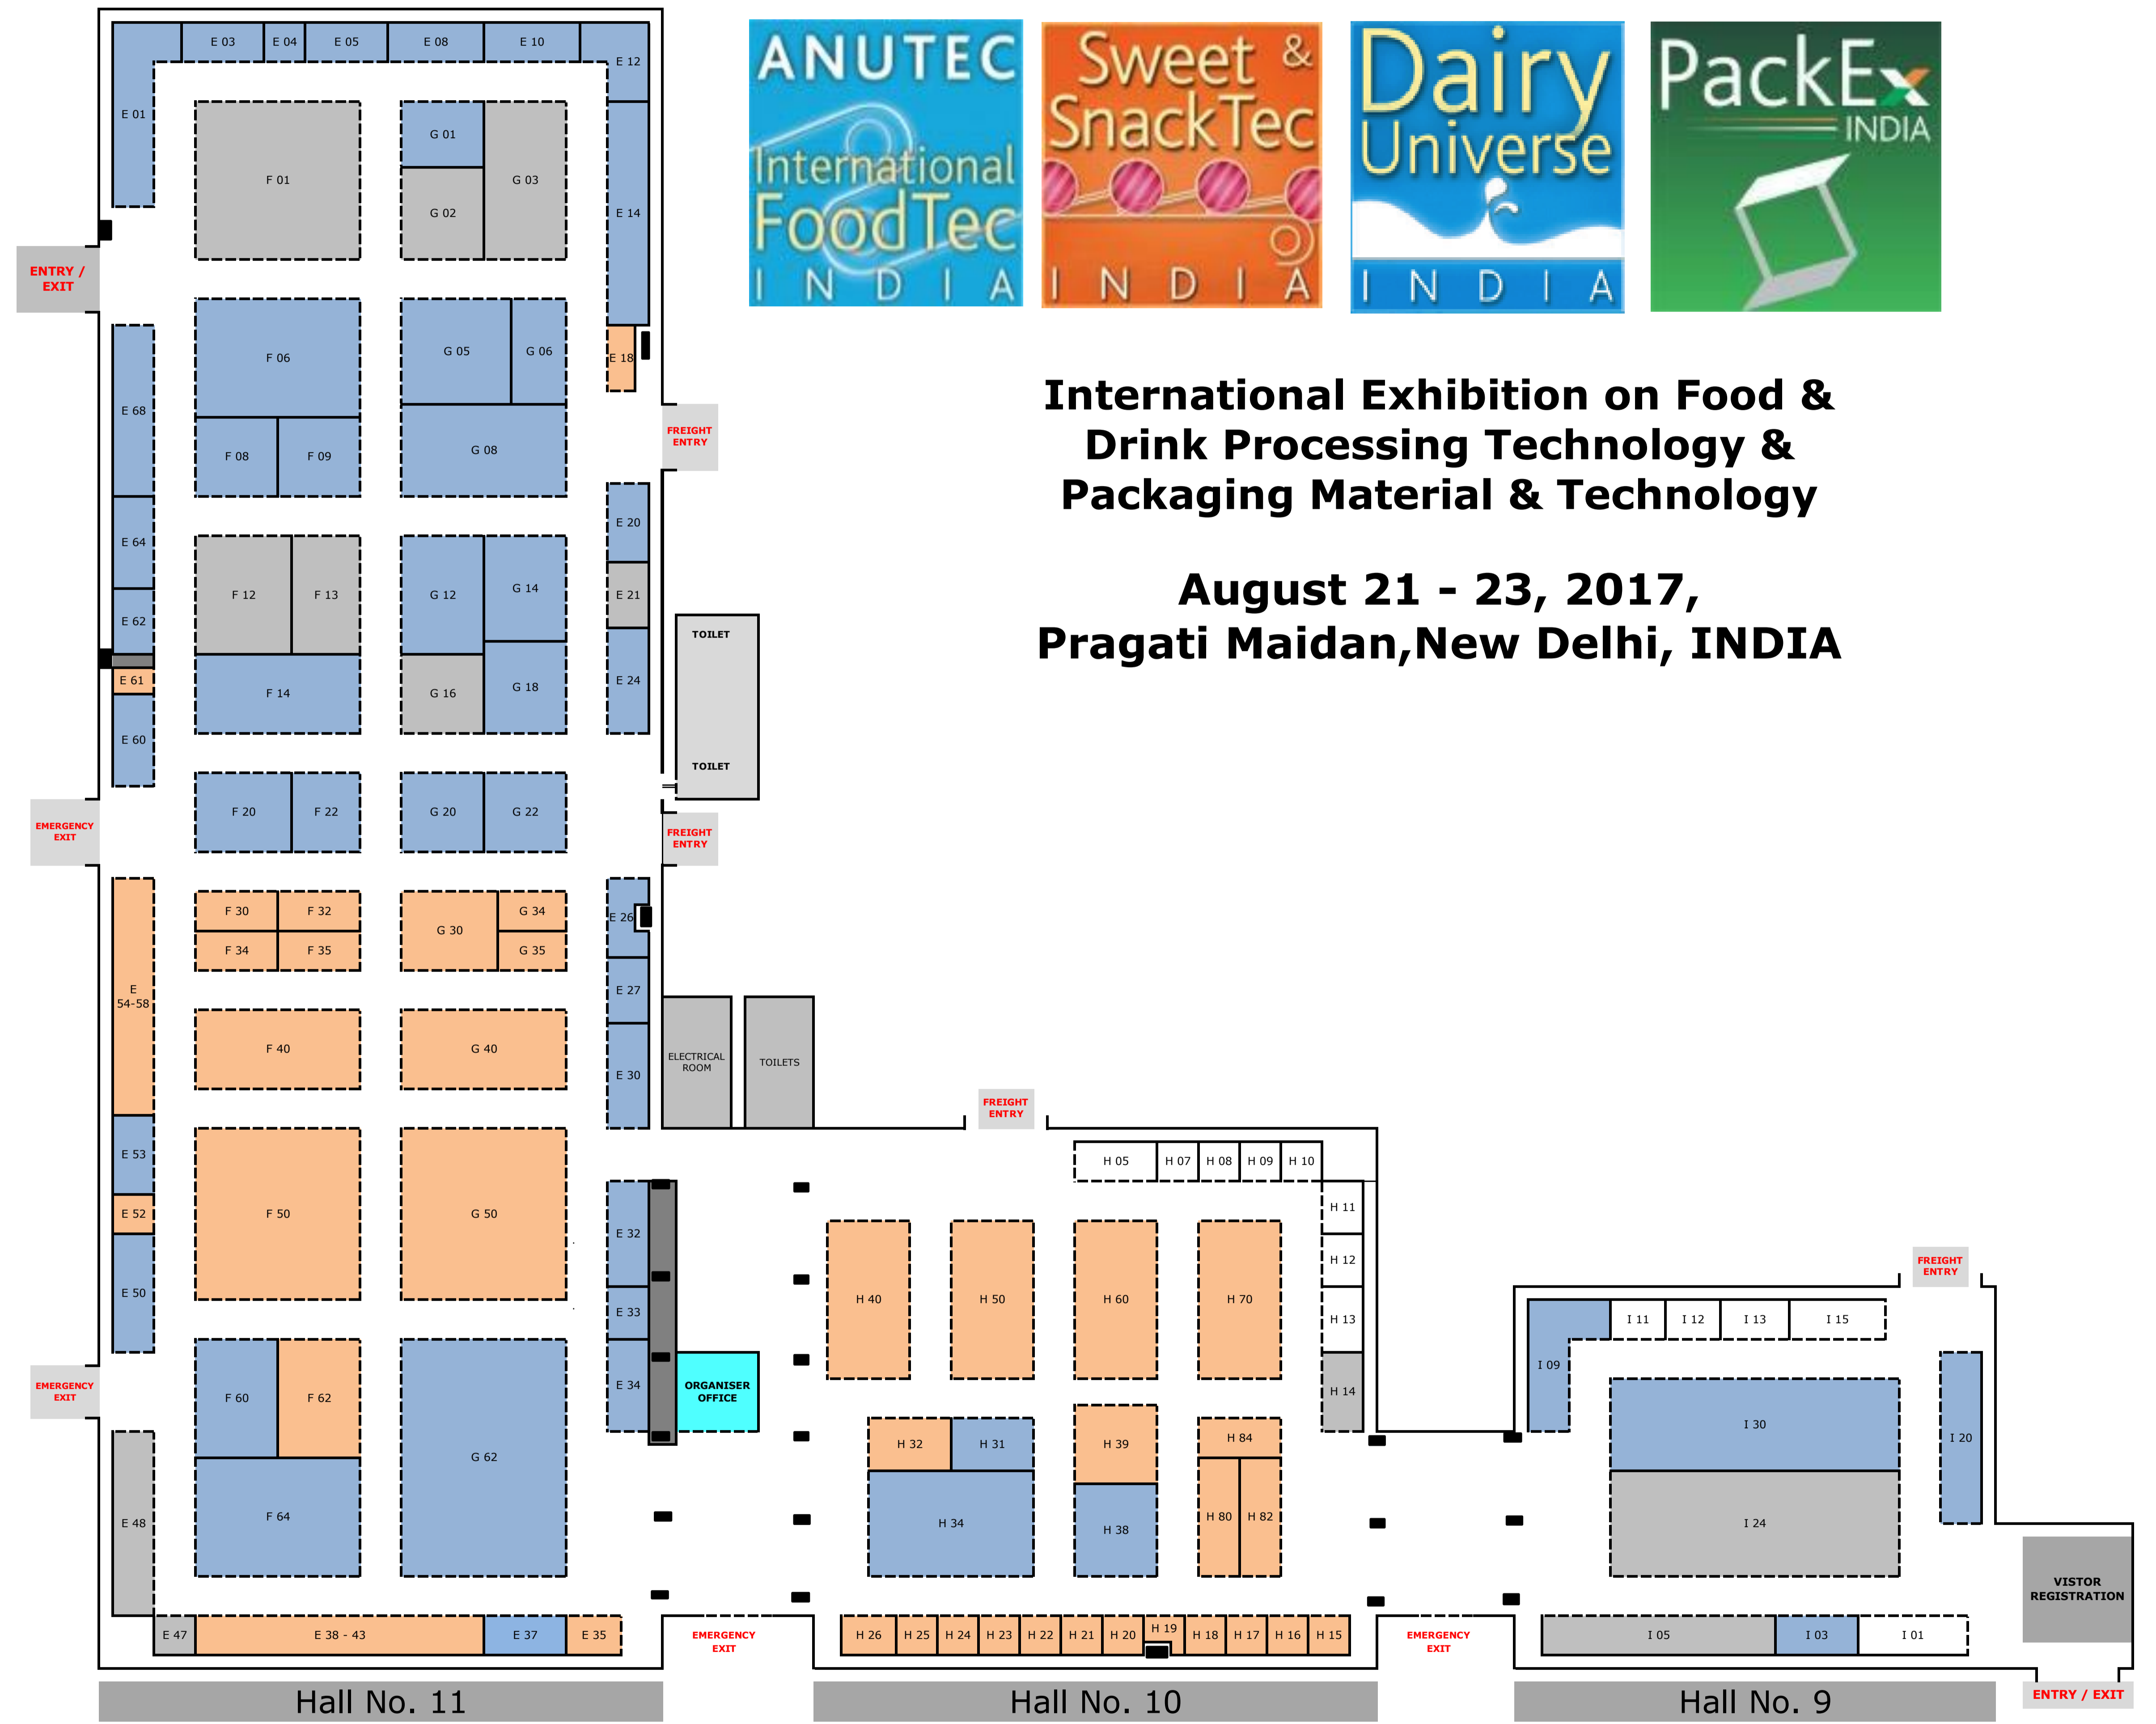 ANUTEC
International
FoodTec
INDIA
Sweet &
SnackTec
INDIA
Dairy
Universe
INDIA
PackEx
INDIA
International Exhibition on Food &
Drink Processing Technology &
Packaging Material & Technology
August 21 - 23, 2017,
Pragati Maidan,New Delhi, INDIA
E 03
E 04
E 05
E 08
E 10
E 12
E 01
F 01
G 01
G 02
G 03
E 14
ENTRY /
EXIT
E 68
F 06
G 05
G 06
E 18
F 08
F 09
G 08
FREIGHT
ENTRY
E 64
E 20
E 62
F 12
F 13
G 12
G 14
E 21
TOILET
E 61
F 14
G 16
G 18
E 24
E 60
TOILET
EMERGENCY
EXIT
F 20
F 22
G 20
G 22
FREIGHT
ENTRY
F 30
F 32
G 30
G 34
E 26
F 34
F 35
G 35
E
54-58
E 27
F 40
G 40
E 30
ELECTRICAL
ROOM
TOILETS
E 53
E 52
F 50
G 50
E 50
E 32
E 33
EMERGENCY
EXIT
F 60
F 62
G 62
E 34
ORGANISER
OFFICE
E 48
F 64
E 47
E 38 - 43
E 37
E 35
EMERGENCY
EXIT
Hall No. 11
FREIGHT
ENTRY
H 05
H 07
H 08
H 09
H 10
H 11
H 12
H 13
H 14
H 40
H 50
H 60
H 70
H 32
H 31
H 39
H 84
H 34
H 38
H 80
H 82
H 26
H 25
H 24
H 23
H 22
H 21
H 20
H 19
H 18
H 17
H 16
H 15
EMERGENCY
EXIT
Hall No. 10
FREIGHT
ENTRY
I 09
I 11
I 12
I 13
I 15
I 30
I 20
I 24
VISTOR
REGISTRATION
I 05
I 03
I 01
ENTRY / EXIT
Hall No. 9